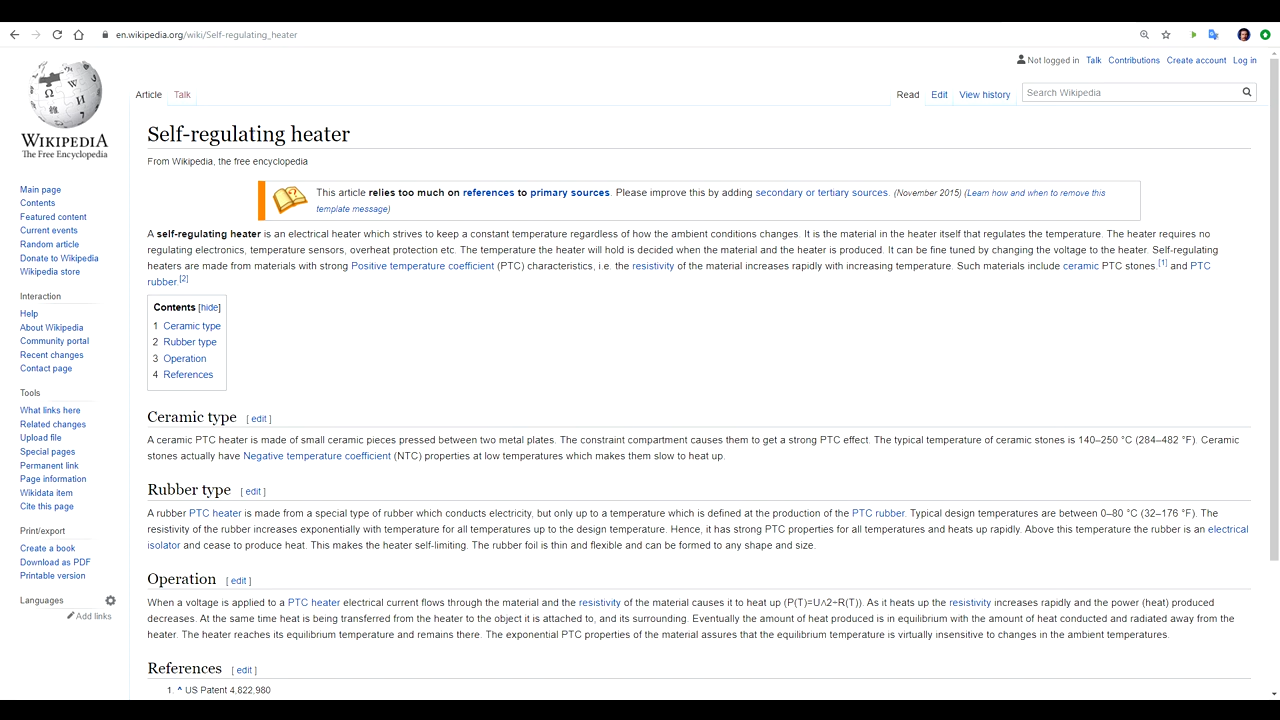 en.wikipedia.org/wiki/Self-regulating_heater
Not logged in Talk Contributions Create account Log in
Article Talk Read Edit View history Search Wikipedia
WIKIPEDIA
The Free Encyclopedia
Main page
Contents
Featured content
Current events
Random article
Donate to Wikipedia
Wikipedia store
Interaction
Help
About Wikipedia
Community portal
Recent changes
Contact page
Tools
What links here
Related changes
Upload file
Special pages
Permanent link
Page information
Wikidata item
Cite this page
Print/export
Create a book
Download as PDF
Printable version
Languages
Add links
Self-regulating heater
From Wikipedia, the free encyclopedia
This article relies too much on references to primary sources. Please improve this by adding secondary or tertiary sources. (November 2015) (Learn how and when to remove this
template message)
A self-regulating heater is an electrical heater which strives to keep a constant temperature regardless of how the ambient conditions changes. It is the material in the heater itself that regulates the temperature. The heater requires no
regulating electronics, temperature sensors, overheat protection etc. The temperature the heater will hold is decided when the material and the heater is produced. It can be fine tuned by changing the voltage to the heater. Self-regulating
heaters are made from materials with strong Positive temperature coefficient (PTC) characteristics, i.e. the resistivity of the material increases rapidly with increasing temperature. Such materials include ceramic PTC stones.[1] and PTC
rubber.[2]
Contents [hide]
1 Ceramic type
2 Rubber type
3 Operation
4 References
Ceramic type [ edit ]
A ceramic PTC heater is made of small ceramic pieces pressed between two metal plates. The constraint compartment causes them to get a strong PTC effect. The typical temperature of ceramic stones is 140–250 °C (284–482 °F). Ceramic
stones actually have Negative temperature coefficient (NTC) properties at low temperatures which makes them slow to heat up.
Rubber type [ edit ]
A rubber PTC heater is made from a special type of rubber which conducts electricity, but only up to a temperature which is defined at the production of the PTC rubber. Typical design temperatures are between 0–80 °C (32–176 °F). The
resistivity of the rubber increases exponentially with temperature for all temperatures up to the design temperature. Hence, it has strong PTC properties for all temperatures and heats up rapidly. Above this temperature the rubber is an electrical
isolator and cease to produce heat. This makes the heater self-limiting. The rubber foil is thin and flexible and can be formed to any shape and size.
Operation [ edit ]
When a voltage is applied to a PTC heater electrical current flows through the material and the resistivity of the material causes it to heat up (P(T)=U^2÷R(T)). As it heats up the resistivity increases rapidly and the power (heat) produced
decreases. At the same time heat is being transferred from the heater to the object it is attached to, and its surrounding. Eventually the amount of heat produced is in equilibrium with the amount of heat conducted and radiated away from the
heater. The heater reaches its equilibrium temperature and remains there. The exponential PTC properties of the material assures that the equilibrium temperature is virtually insensitive to changes in the ambient temperatures.
References [ edit ]
1. ^ US Patent 4,822,980